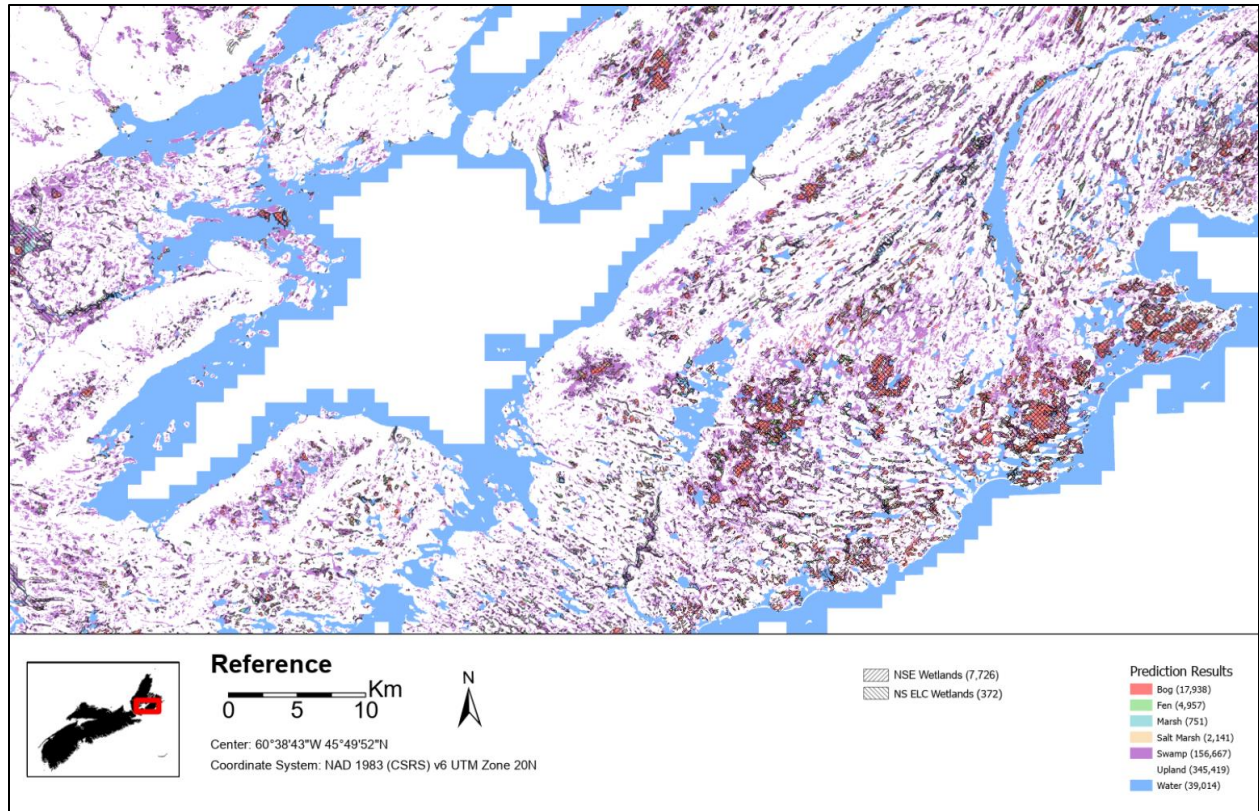 Reference
Km
0 5 10
N
Center: 60°38'43"W 45°49'52"N
Coordinate System: NAD 1983 (CSRS) v6 UTM Zone 20N
NSE Wetlands (7,726)
NS ELC Wetlands (372)
Prediction Results
Bog (17,938)
Fen (4,957)
Marsh (751)
Salt Marsh (2,141)
Swamp (156,667)
Upland (345,419)
Water (39,014)